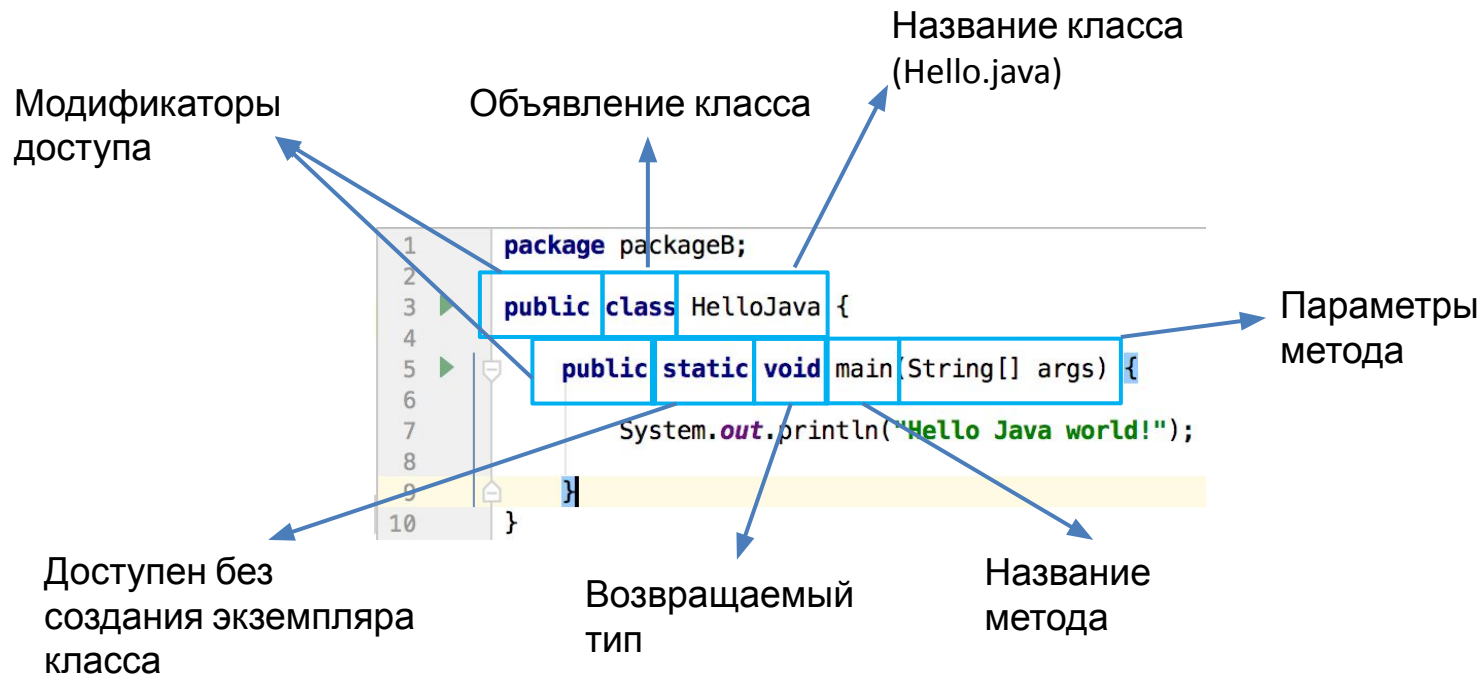 Название класса
(Hello.java)
Модификаторы
доступа
Объявление класса
1 package packageB;
2
3 public class HelloJava {
4
5 public static void main(String[] args) {
6
7 System.out.println("Hello Java world!");
8
9 }
10 }
Параметры
метода
Доступен без
создания экземпляра
класса
Возвращаемый
тип
Название
метода